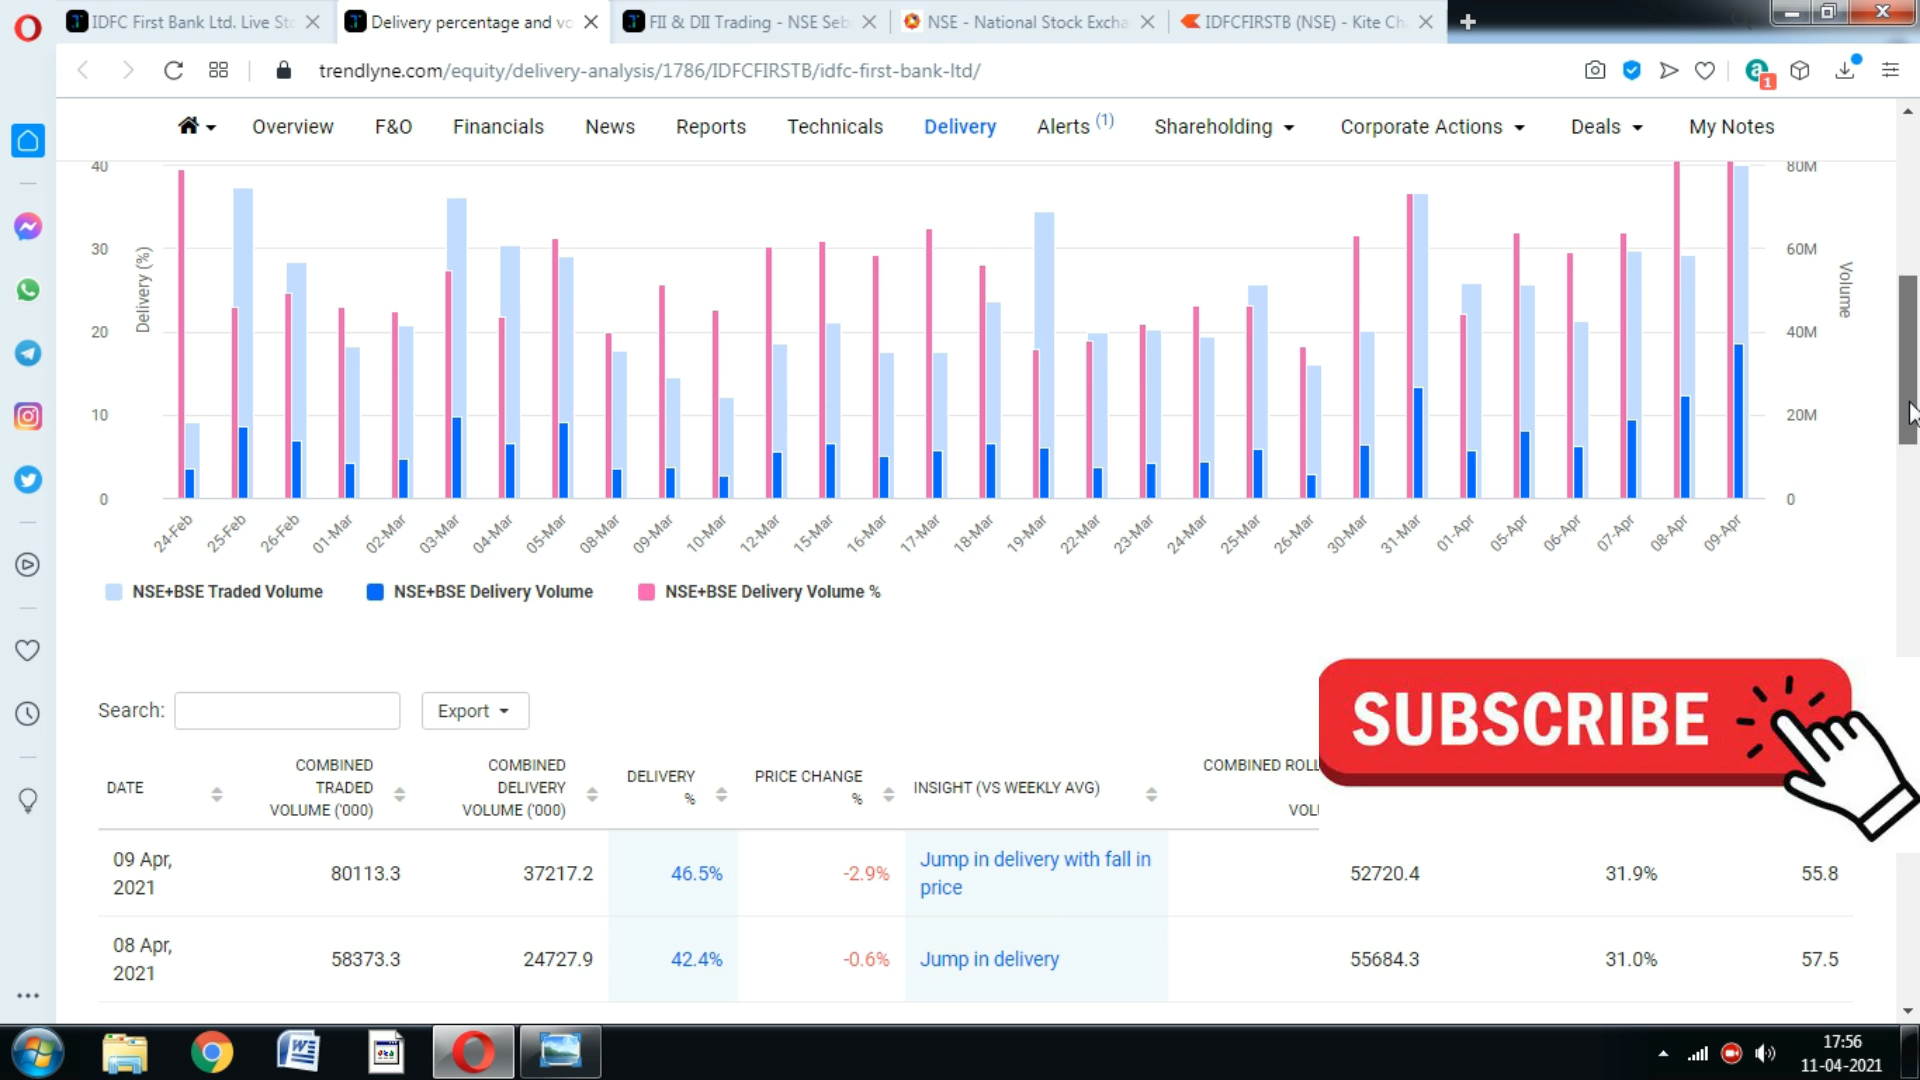 IDFC First Bank Ltd. Live Sto
Delivery percentage and vo
FII & DII Trading - NSE Seb
NSE - National Stock Excha
IDFCFIRSTB (NSE) - Kite Ch
trendlyne.com/equity/delivery-analysis/1786/IDFCFIRSTB/idfc-first-bank-ltd/
1
Overview F&O Financials News Reports Technicals Delivery Alerts (1) Shareholding Corporate Actions Deals My Notes
40 80M
30 60M
20 40M
10 20M
0 0
Delivery (%)
Volume
24-Feb 25-Feb 26-Feb 01-Mar 02-Mar 03-Mar 04-Mar 05-Mar 08-Mar 09-Mar 10-Mar 12-Mar 15-Mar 16-Mar 17-Mar 18-Mar 19-Mar 22-Mar 23-Mar 24-Mar 25-Mar 26-Mar 30-Mar 31-Mar 01-Apr 05-Apr 06-Apr 07-Apr 08-Apr 09-Apr
NSE+BSE Traded Volume NSE+BSE Delivery Volume NSE+BSE Delivery Volume %
Search: Export
SUBSCRIBE
DATE
COMBINED
TRADED
VOLUME ('000)
COMBINED
DELIVERY
VOLUME ('000)
DELIVERY
%
PRICE CHANGE
%
INSIGHT (VS WEEKLY AVG)
COMBINED ROLL
VOLU
09 Apr,
2021
80113.3 37217.2 46.5% -2.9%
Jump in delivery with fall in
price
52720.4 31.9% 55.8
08 Apr,
2021
58373.3 24727.9 42.4% -0.6% Jump in delivery 55684.3 31.0% 57.5
17:56
11-04-2021